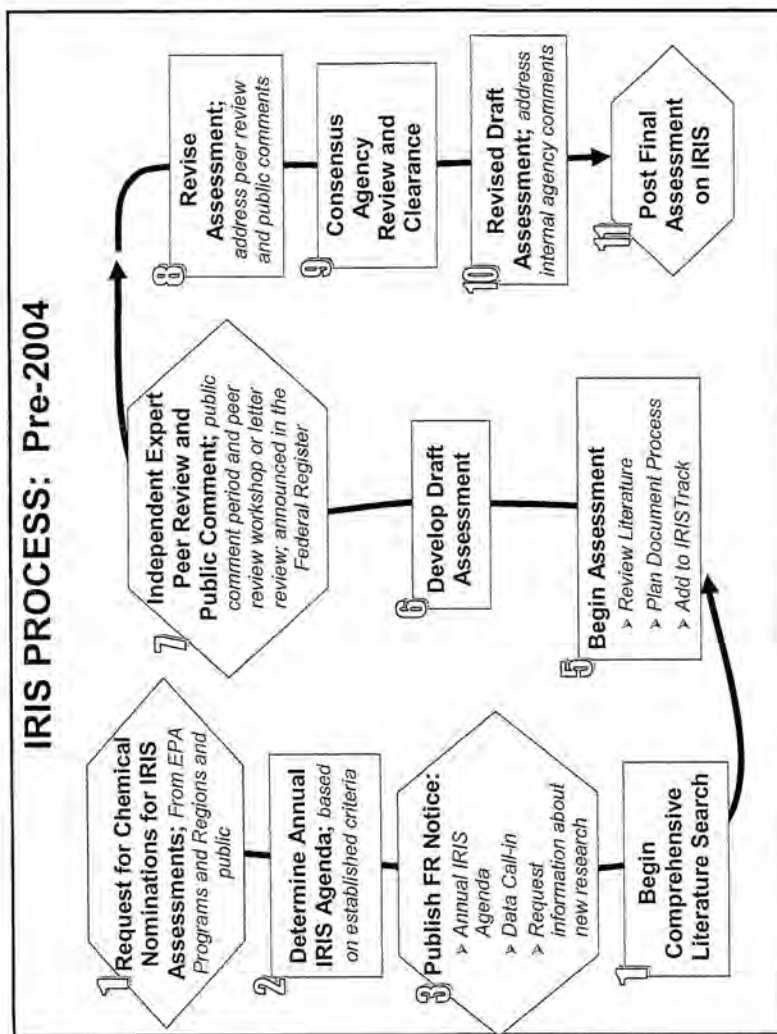 IRIS PROCESS: Pre-2004
1
Request for Chemical
Nominations for IRIS
Assessments; From EPA
Programs and Regions and
public
2
Determine Annual
IRIS Agenda; based
on established criteria
3
Publish FR Notice:
➢ Annual IRIS
Agenda
➢ Data Call-in
➢ Request
information about
new research
1
Begin
Comprehensive
Literature Search
5
Begin Assessment
➢ Review Literature
➢ Plan Document Process
➢ Add to IRISTrack
6
Develop Draft
Assessment
7
Independent Expert
Peer Review and
Public Comment; public
comment period and peer
review workshop or letter
review; announced in the
Federal Register
8
Revise
Assessment;
address peer review
and public comments
9
Consensus
Agency
Review and
Clearance
10
Revised Draft
Assessment; address
internal agency comments
11
Post Final
Assessment
on IRIS